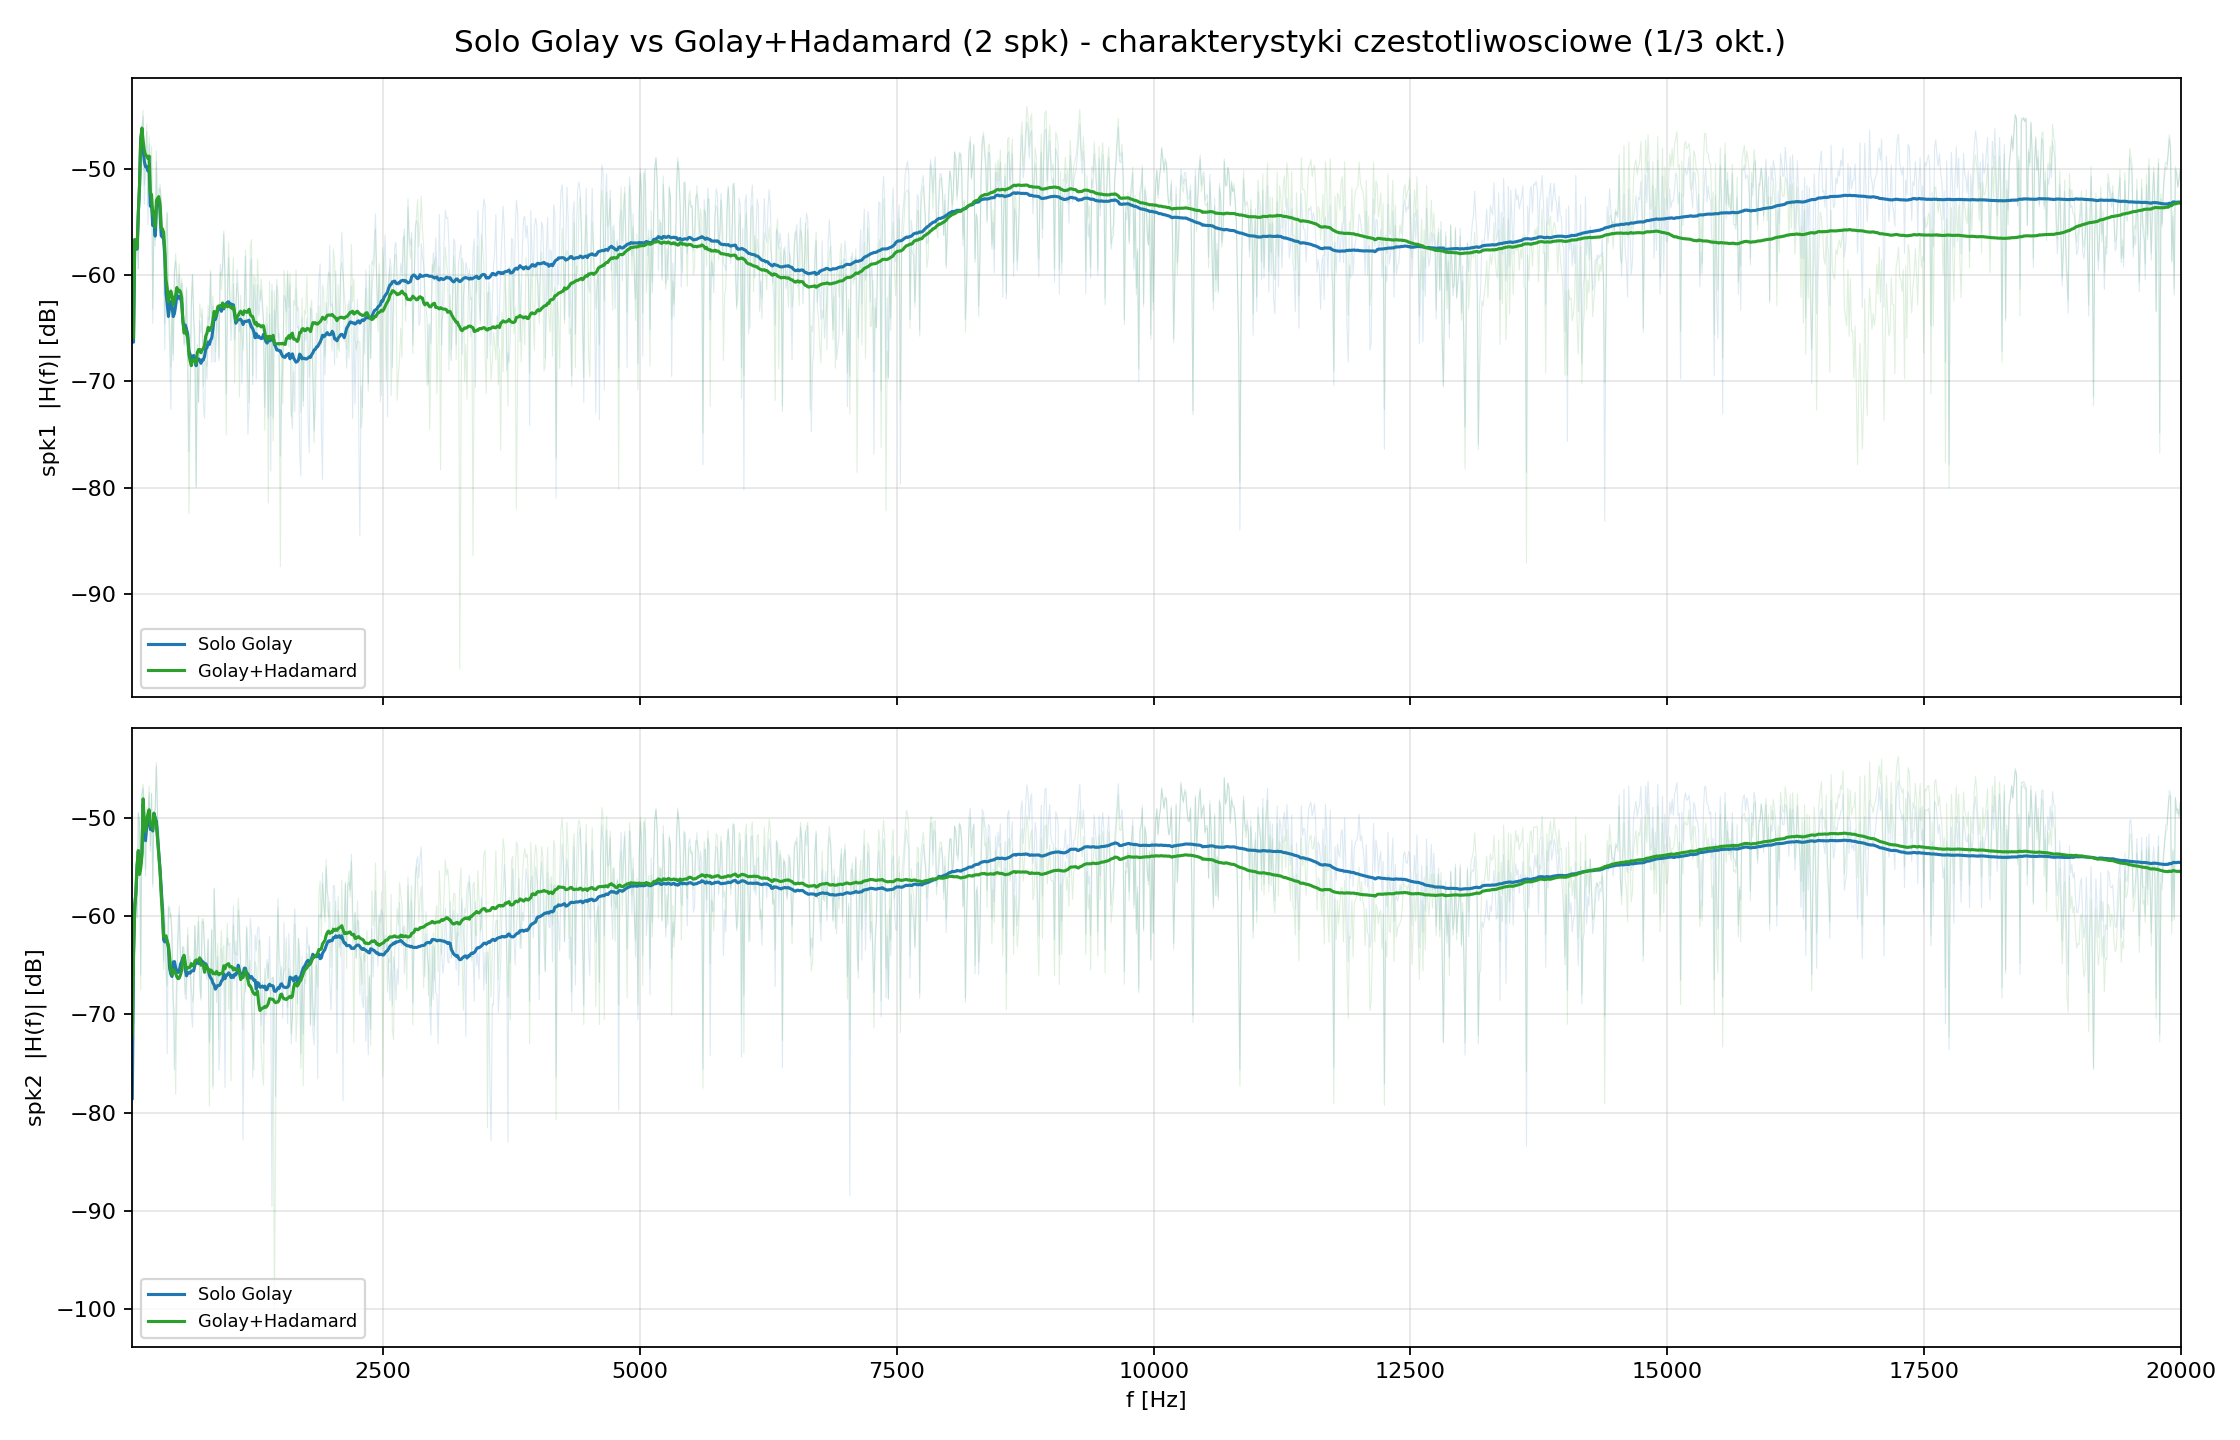 Solo Golay vs Golay+Hadamard (2 spk) - charakterystyki czestotliwosciowe (1/3 okt.)
spk1 |H(f)| [dB]
−50
−60
−70
−80
−90
Solo Golay
Golay+Hadamard
spk2 |H(f)| [dB]
−50
−60
−70
−80
−90
−100
Solo Golay
Golay+Hadamard
2500 5000 7500 10000 12500 15000 17500 20000
f [Hz]